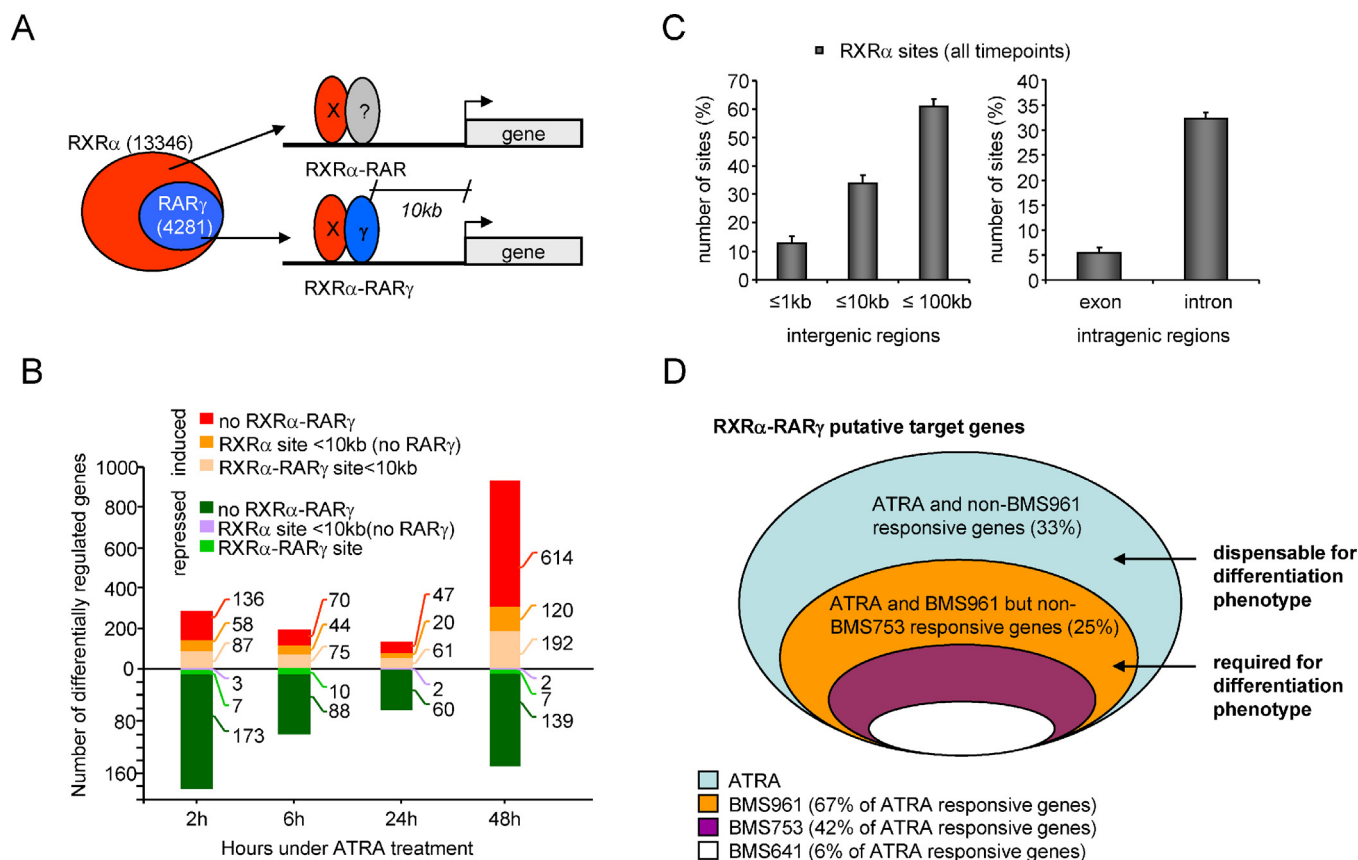 A
RXRα (13346)
RARγ
(4281)
X
?
gene
RXRα-RAR
10kb
X
γ
gene
RXRα-RARγ
B
induced
no RXRα-RARγ
RXRα site <10kb (no RARγ)
RXRα-RARγ site<10kb
repressed
no RXRα-RARγ
RXRα site <10kb(no RARγ)
RXRα-RARγ site
Number of differentially regulated genes
1000
800
600
400
200
0
80
160
136
58
87
3
7
173
70
44
75
10
88
47
20
61
2
60
614
120
192
2
7
139
2h
6h
24h
48h
Hours under ATRA treatment
C
RXRα sites (all timepoints)
number of sites (%)
70
60
50
40
30
20
10
0
≤1kb
≤10kb
≤ 100kb
intergenic regions
number of sites (%)
40
35
30
25
20
15
10
5
0
exon
intron
intragenic regions
D
RXRα-RARγ putative target genes
ATRA and non-BMS961
responsive genes (33%)
ATRA and BMS961 but non-
BMS753 responsive genes (25%)
dispensable for
differentiation
phenotype
required for
differentiation
phenotype
ATRA
BMS961 (67% of ATRA responsive genes)
BMS753 (42% of ATRA responsive genes)
BMS641 (6% of ATRA responsive genes)